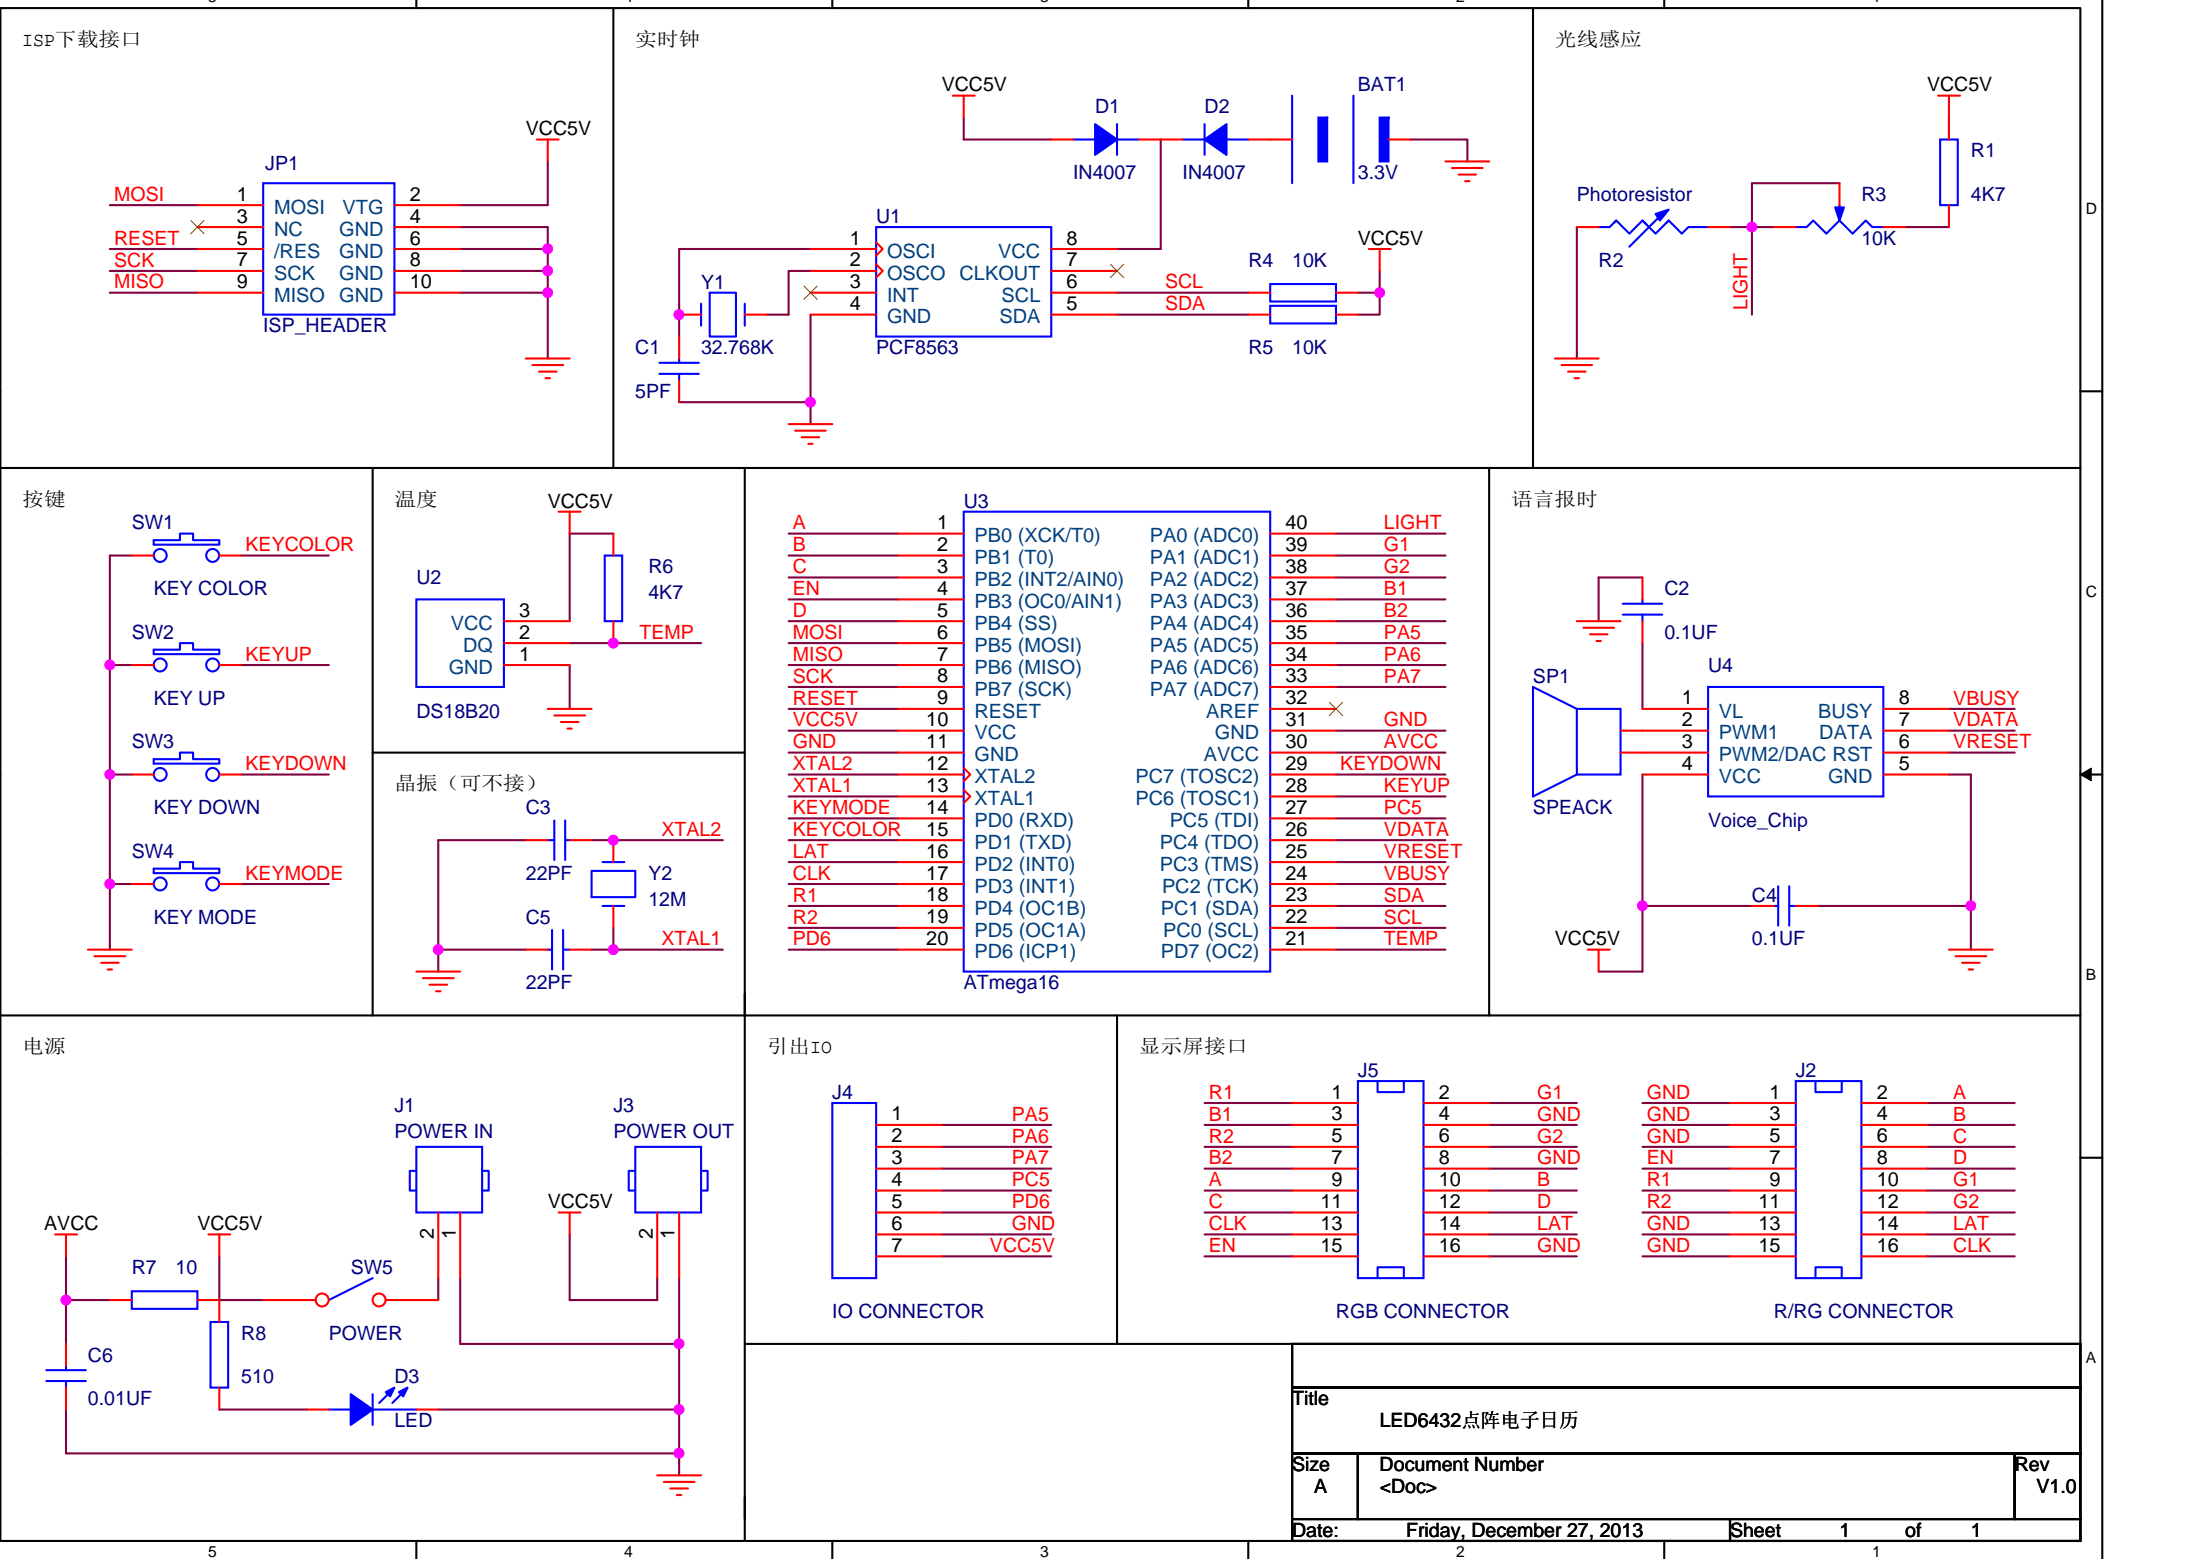 ISP下载接口
VCC5V
JP1
MOSI 1 MOSI VTG 2
3 NC GND 4
RESET 5 /RES GND 6
SCK 7 SCK GND 8
MISO 9 MISO GND 10
ISP_HEADER
实时钟
VCC5V
D1
D2
BAT1
IN4007
IN4007
3.3V
U1
1 OSCI VCC 8
2 OSCO CLKOUT 7
3 INT SCL 6 SCL
4 GND SDA 5 SDA
PCF8563
Y1
32.768K
C1
5PF
VCC5V
R4 10K
R5 10K
光线感应
VCC5V
R1
4K7
Photoresistor
R2
R3
10K
LIGHT
D
按键
SW1
KEYCOLOR
KEY COLOR
SW2
KEYUP
KEY UP
SW3
KEYDOWN
KEY DOWN
SW4
KEYMODE
KEY MODE
温度
VCC5V
R6
4K7
U2
VCC 3
DQ 2 TEMP
GND 1
DS18B20
晶振（可不接）
C3
22PF
XTAL2
Y2
12M
C5
22PF
XTAL1
U3
A 1 PB0 (XCK/T0) PA0 (ADC0) 40 LIGHT
B 2 PB1 (T0) PA1 (ADC1) 39 G1
C 3 PB2 (INT2/AIN0) PA2 (ADC2) 38 G2
EN 4 PB3 (OC0/AIN1) PA3 (ADC3) 37 B1
D 5 PB4 (SS) PA4 (ADC4) 36 B2
MOSI 6 PB5 (MOSI) PA5 (ADC5) 35 PA5
MISO 7 PB6 (MISO) PA6 (ADC6) 34 PA6
SCK 8 PB7 (SCK) PA7 (ADC7) 33 PA7
RESET 9 RESET AREF 32
VCC5V 10 VCC GND 31 GND
GND 11 GND AVCC 30 AVCC
XTAL2 12 XTAL2 PC7 (TOSC2) 29 KEYDOWN
XTAL1 13 XTAL1 PC6 (TOSC1) 28 KEYUP
KEYMODE 14 PD0 (RXD) PC5 (TDI) 27 PC5
KEYCOLOR 15 PD1 (TXD) PC4 (TDO) 26 VDATA
LAT 16 PD2 (INT0) PC3 (TMS) 25 VRESET
CLK 17 PD3 (INT1) PC2 (TCK) 24 VBUSY
R1 18 PD4 (OC1B) PC1 (SDA) 23 SDA
R2 19 PD5 (OC1A) PC0 (SCL) 22 SCL
PD6 20 PD6 (ICP1) PD7 (OC2) 21 TEMP
ATmega16
语言报时
C2
0.1UF
SP1
SPEACK
U4
1 VL BUSY 8 VBUSY
2 PWM1 DATA 7 VDATA
3 PWM2/DAC RST 6 VRESET
4 VCC GND 5
Voice_Chip
C4
0.1UF
VCC5V
C
B
电源
J1
POWER IN
2 1
J3
POWER OUT
2 1
VCC5V
AVCC
VCC5V
R7 10
SW5
POWER
R8
510
C6
0.01UF
D3
LED
引出IO
J4
1 PA5
2 PA6
3 PA7
4 PC5
5 PD6
6 GND
7 VCC5V
IO CONNECTOR
显示屏接口
J5
R1 1 2 G1
B1 3 4 GND
R2 5 6 G2
B2 7 8 GND
A 9 10 B
C 11 12 D
CLK 13 14 LAT
EN 15 16 GND
RGB CONNECTOR
J2
GND 1 2 A
GND 3 4 B
GND 5 6 C
EN 7 8 D
R1 9 10 G1
R2 11 12 G2
GND 13 14 LAT
GND 15 16 CLK
R/RG CONNECTOR
A
Title
LED6432点阵电子日历
Size
A
Document Number
<Doc>
Rev
V1.0
Date: Friday, December 27, 2013 Sheet 1 of 1
5 4 3 2 1